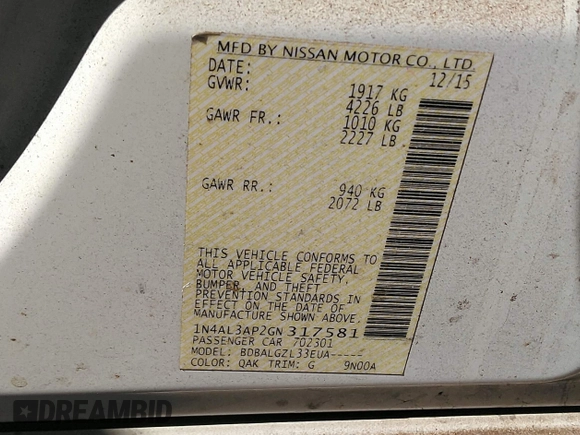 MFD BY NISSAN MOTOR CO., LTD.
DATE: 12/15
GVWR: 1917 KG
4226 LB
GAWR FR.: 1010 KG
2227 LB
GAWR RR.: 940 KG
2072 LB
THIS VEHICLE CONFORMS TO
ALL APPLICABLE FEDERAL
MOTOR VEHICLE SAFETY,
BUMPER, AND THEFT
PREVENTION STANDARDS IN
EFFECT ON THE DATE OF
MANUFACTURE SHOWN ABOVE.
1N4AL3AP2GN317581
PASSENGER CAR 702301
MODEL: BDBALGZL33EUA-----
COLOR: QAK TRIM: G 9N00A
DREAMBID